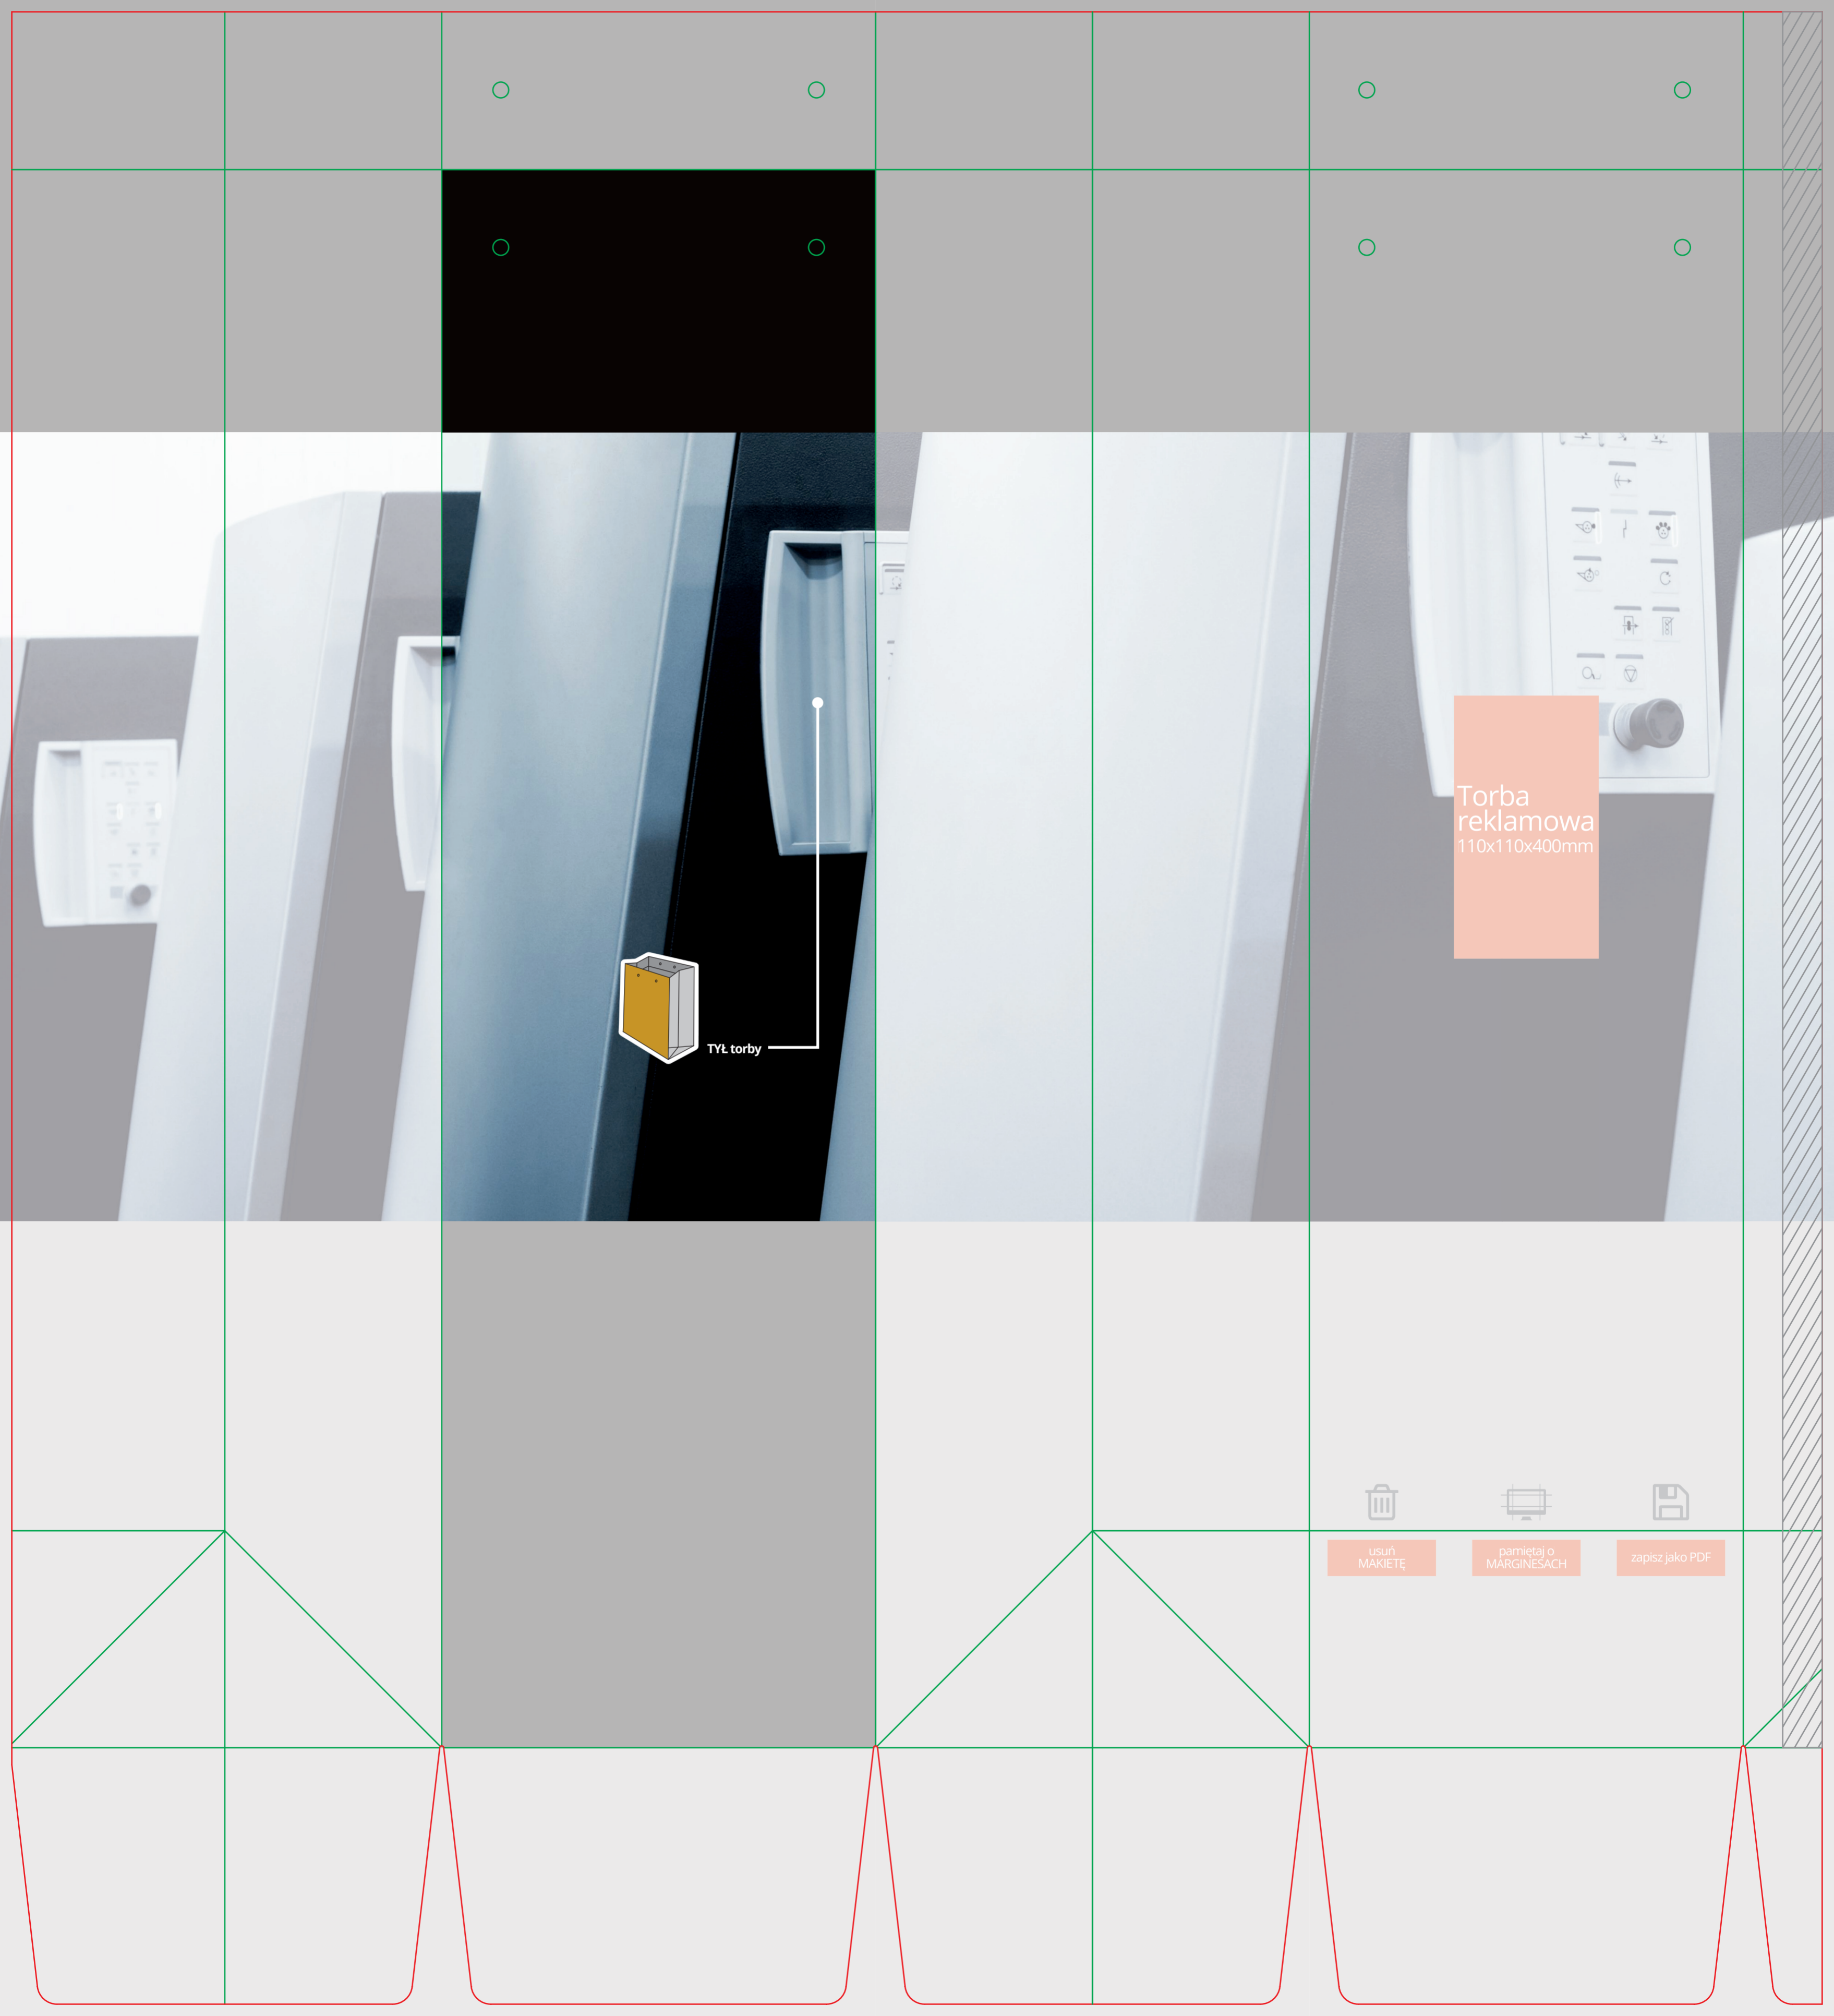 Torba
reklamowa
110x110x400mm
TYŁ torby
usuń
MAKIETĘ
pamiętaj o
MARGINESACH
zapisz jako PDF